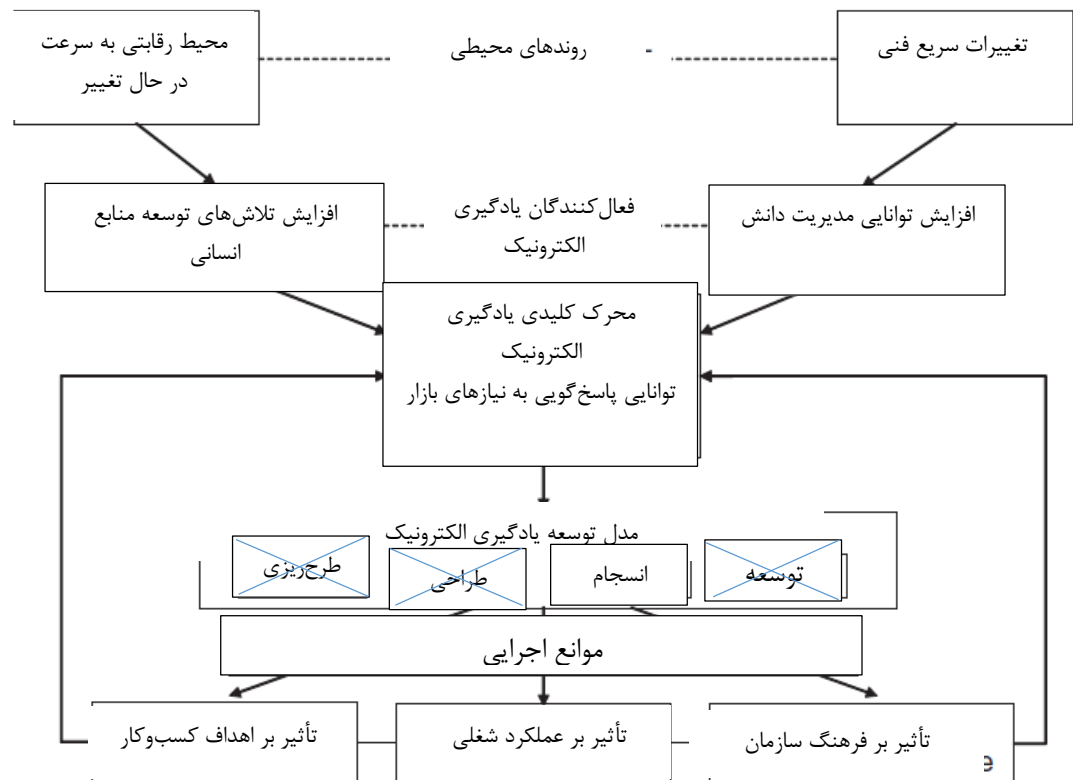 تغییرات سریع فنی
روندهای محیطی
محیط رقابتی به سرعت
در حال تغییر
افزایش توانایی مدیریت دانش
فعال‌کنندگان یادگیری
الکترونیک
افزایش تلاش‌های توسعه منابع
انسانی
محرک کلیدی یادگیری
الکترونیک
توانایی پاسخ‌گویی به نیازهای بازار
مدل توسعه یادگیری الکترونیک
توسعه
انسجام
طراحی
طرح‌ریزی
موانع اجرایی
تأثیر بر فرهنگ سازمان
تأثیر بر عملکرد شغلی
تأثیر بر اهداف کسب‌وکار
e